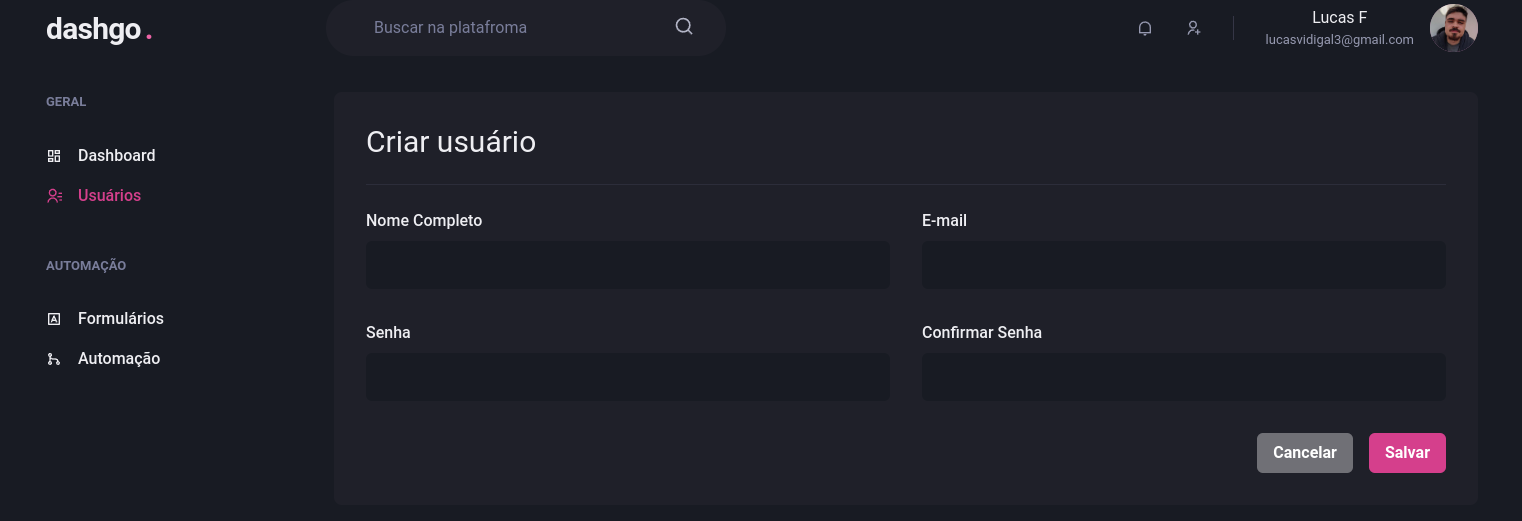 dashgo.
Buscar na platafroma
Lucas F
lucasvidigal3@gmail.com
GERAL
Dashboard
Usuários
AUTOMAÇÃO
Formulários
Automação
Criar usuário
Nome Completo
E-mail
Senha
Confirmar Senha
Cancelar
Salvar